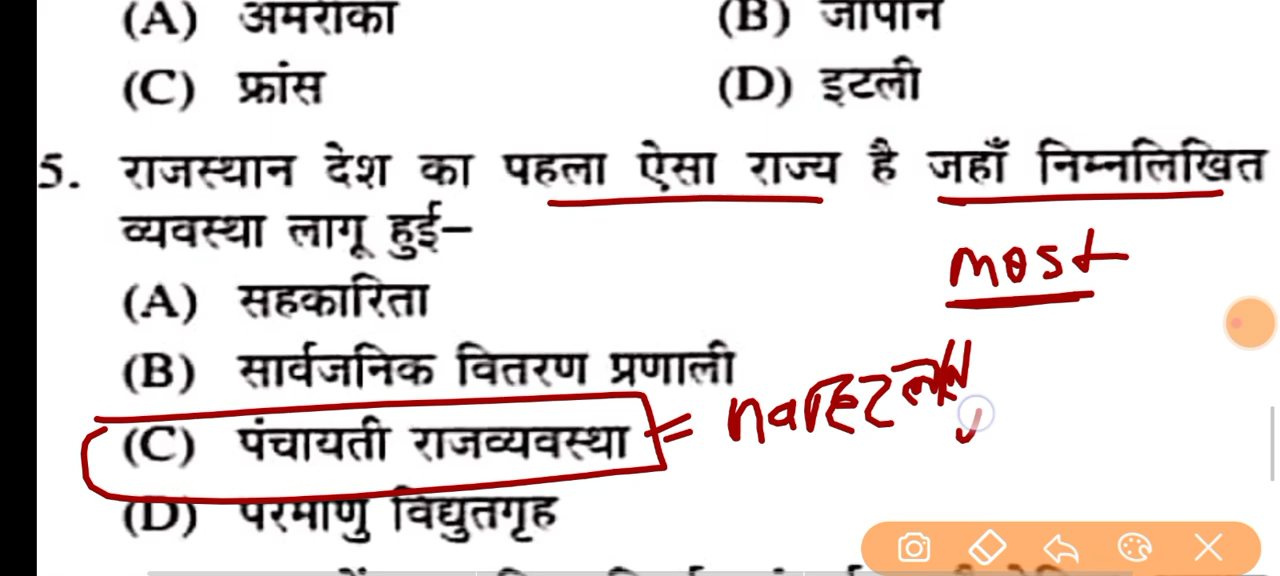 (A) अमरीका (B) जापान
(C) फ्रांस (D) इटली
5. राजस्थान देश का पहला ऐसा राज्य है जहाँ निम्नलिखित
व्यवस्था लागू हुई–
most
(A) सहकारिता
(B) सार्वजनिक वितरण प्रणाली
(C) पंचायती राजव्यवस्था =
(D) परमाणु विद्युतगृह